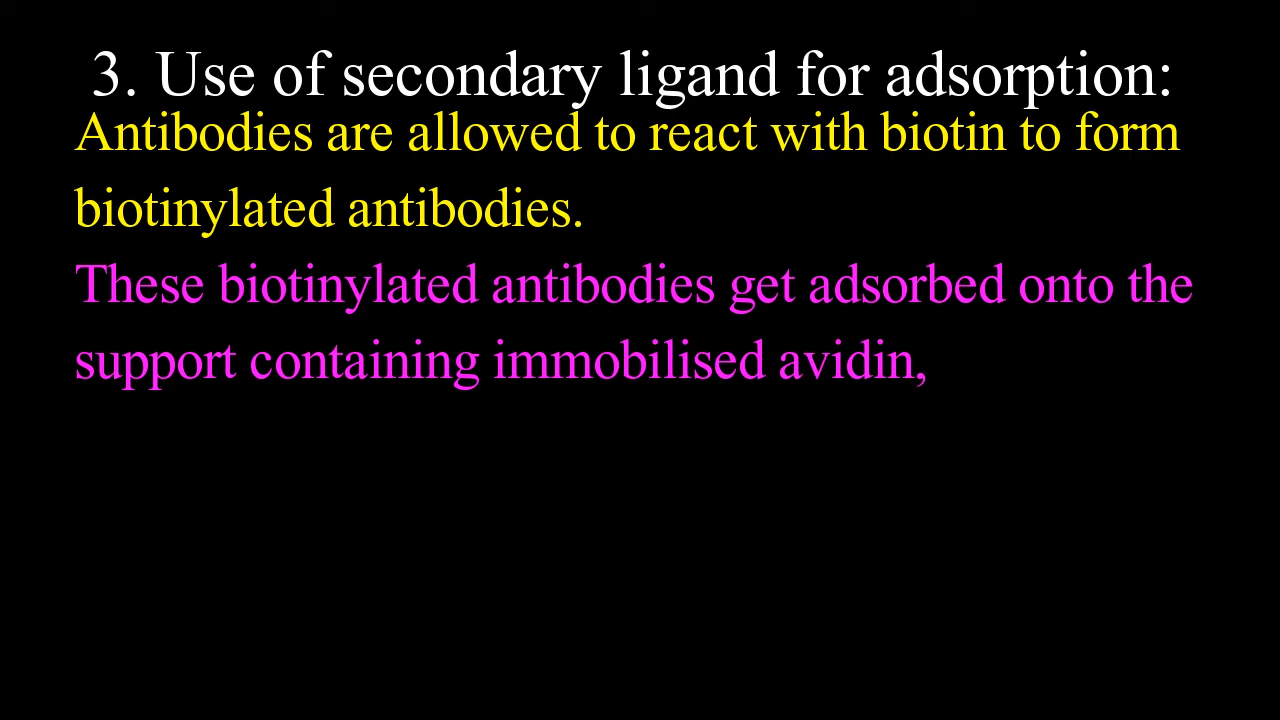 3. Use of secondary ligand for adsorption:
Antibodies are allowed to react with biotin to form
biotinylated antibodies.
These biotinylated antibodies get adsorbed onto the
support containing immobilised avidin,